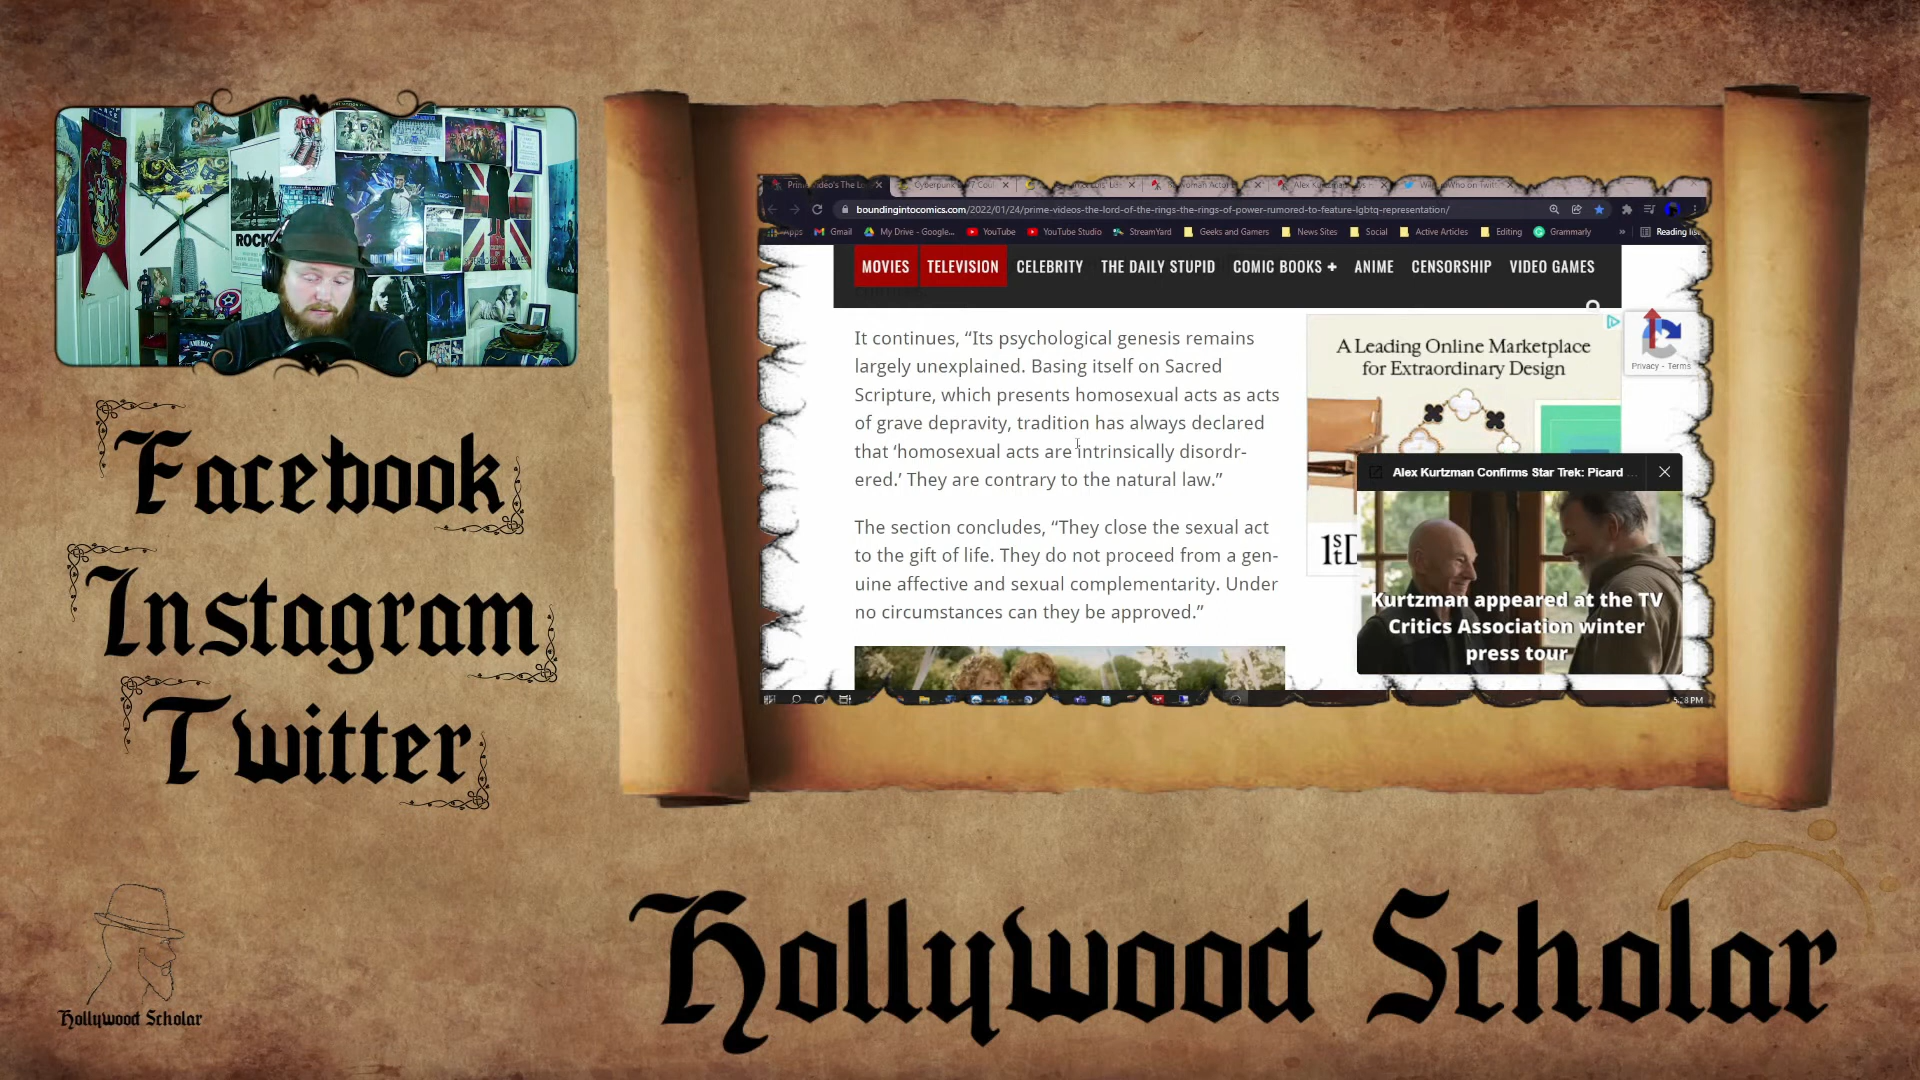 Facebook
Instagram
Twitter
Hollywood Scholar
Hollywood Scholar
ROCK
boundingintocomics.com/2022/01/24/prime-videos-the-lord-of-the-rings-the-rings-of-power-rumored-to-feature-lgbtq-representation/
Apps Gmail My Drive - Google... YouTube YouTube Studio StreamYard Geeks and Gamers News Sites Social Active Articles Editing Grammarly » Reading
MOVIES TELEVISION CELEBRITY THE DAILY STUPID COMIC BOOKS + ANIME CENSORSHIP VIDEO GAMES
It continues, “Its psychological genesis remains
largely unexplained. Basing itself on Sacred
Scripture, which presents homosexual acts as acts
of grave depravity, tradition has always declared
that ‘homosexual acts are intrinsically disordr-
ered.’ They are contrary to the natural law.”
The section concludes, “They close the sexual act
to the gift of life. They do not proceed from a gen-
uine affective and sexual complementarity. Under
no circumstances can they be approved.”
A Leading Online Marketplace
for Extraordinary Design
Privacy - Terms
Alex Kurtzman Confirms Star Trek: Picard ...
Kurtzman appeared at the TV
Critics Association winter
press tour